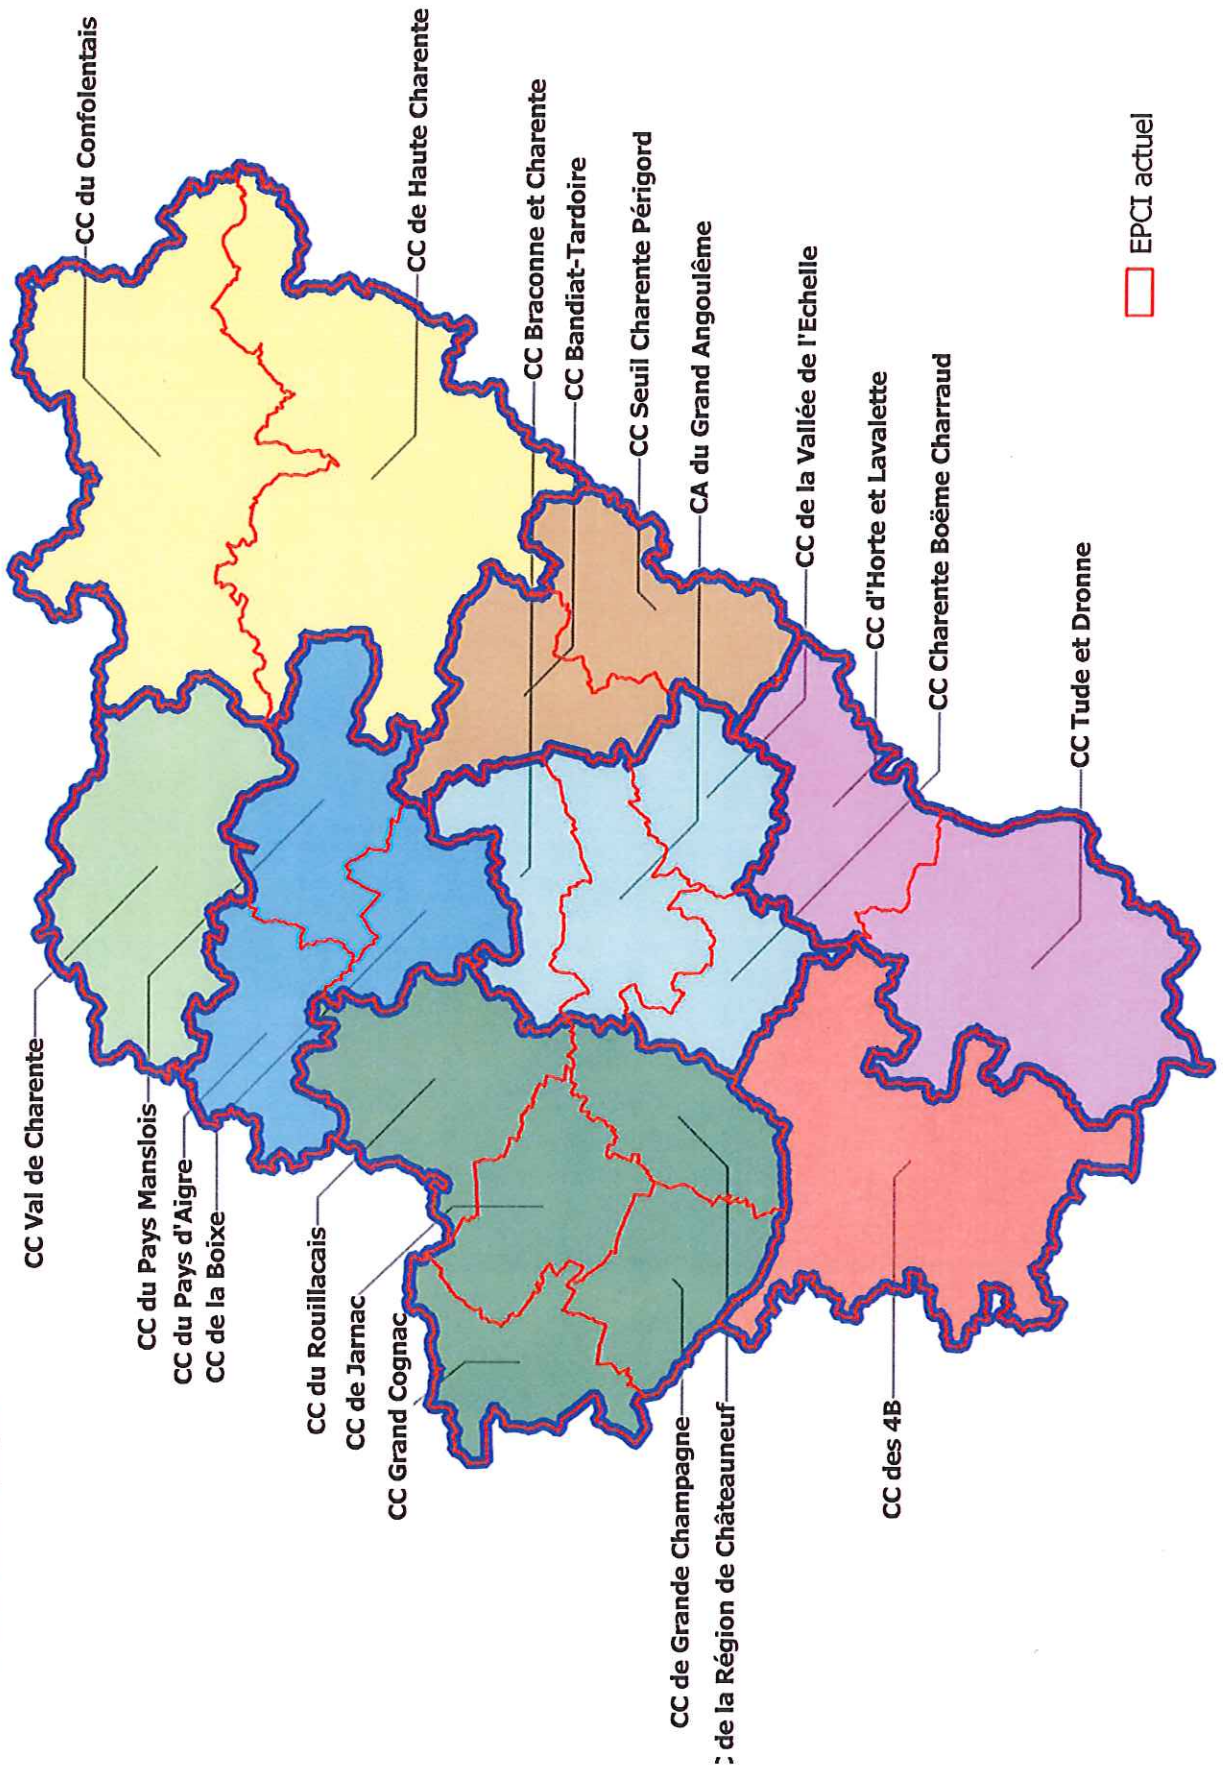 CC du Confolentais
CC de Haute Charente
CC Braconne et Charente
CC Bandiat-Tardoire
CC Seuil Charente Périgord
CA du Grand Angoulême
CC de la Vallée de l'Echelle
CC d'Horte et Lavalette
CC Charente Boëme Charraud
CC Tude et Dronne
EPCI actuel
CC Val de Charente
CC du Pays Manslois
CC du Pays d'Aigre
CC de la Boixe
CC du Rouillacais
CC de Jarnac
CC Grand Cognac
CC de Grande Champagne
de la Région de Châteauneuf
CC des 4B